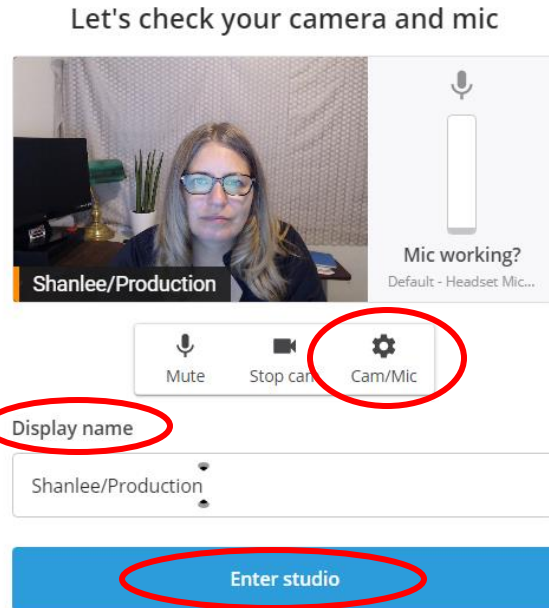 Let's check your camera and mic
Shanlee/Production
Mic working?
Default - Headset Mic...
Mute
Stop cam
Cam/Mic
Display name
Shanlee/Production
Enter studio